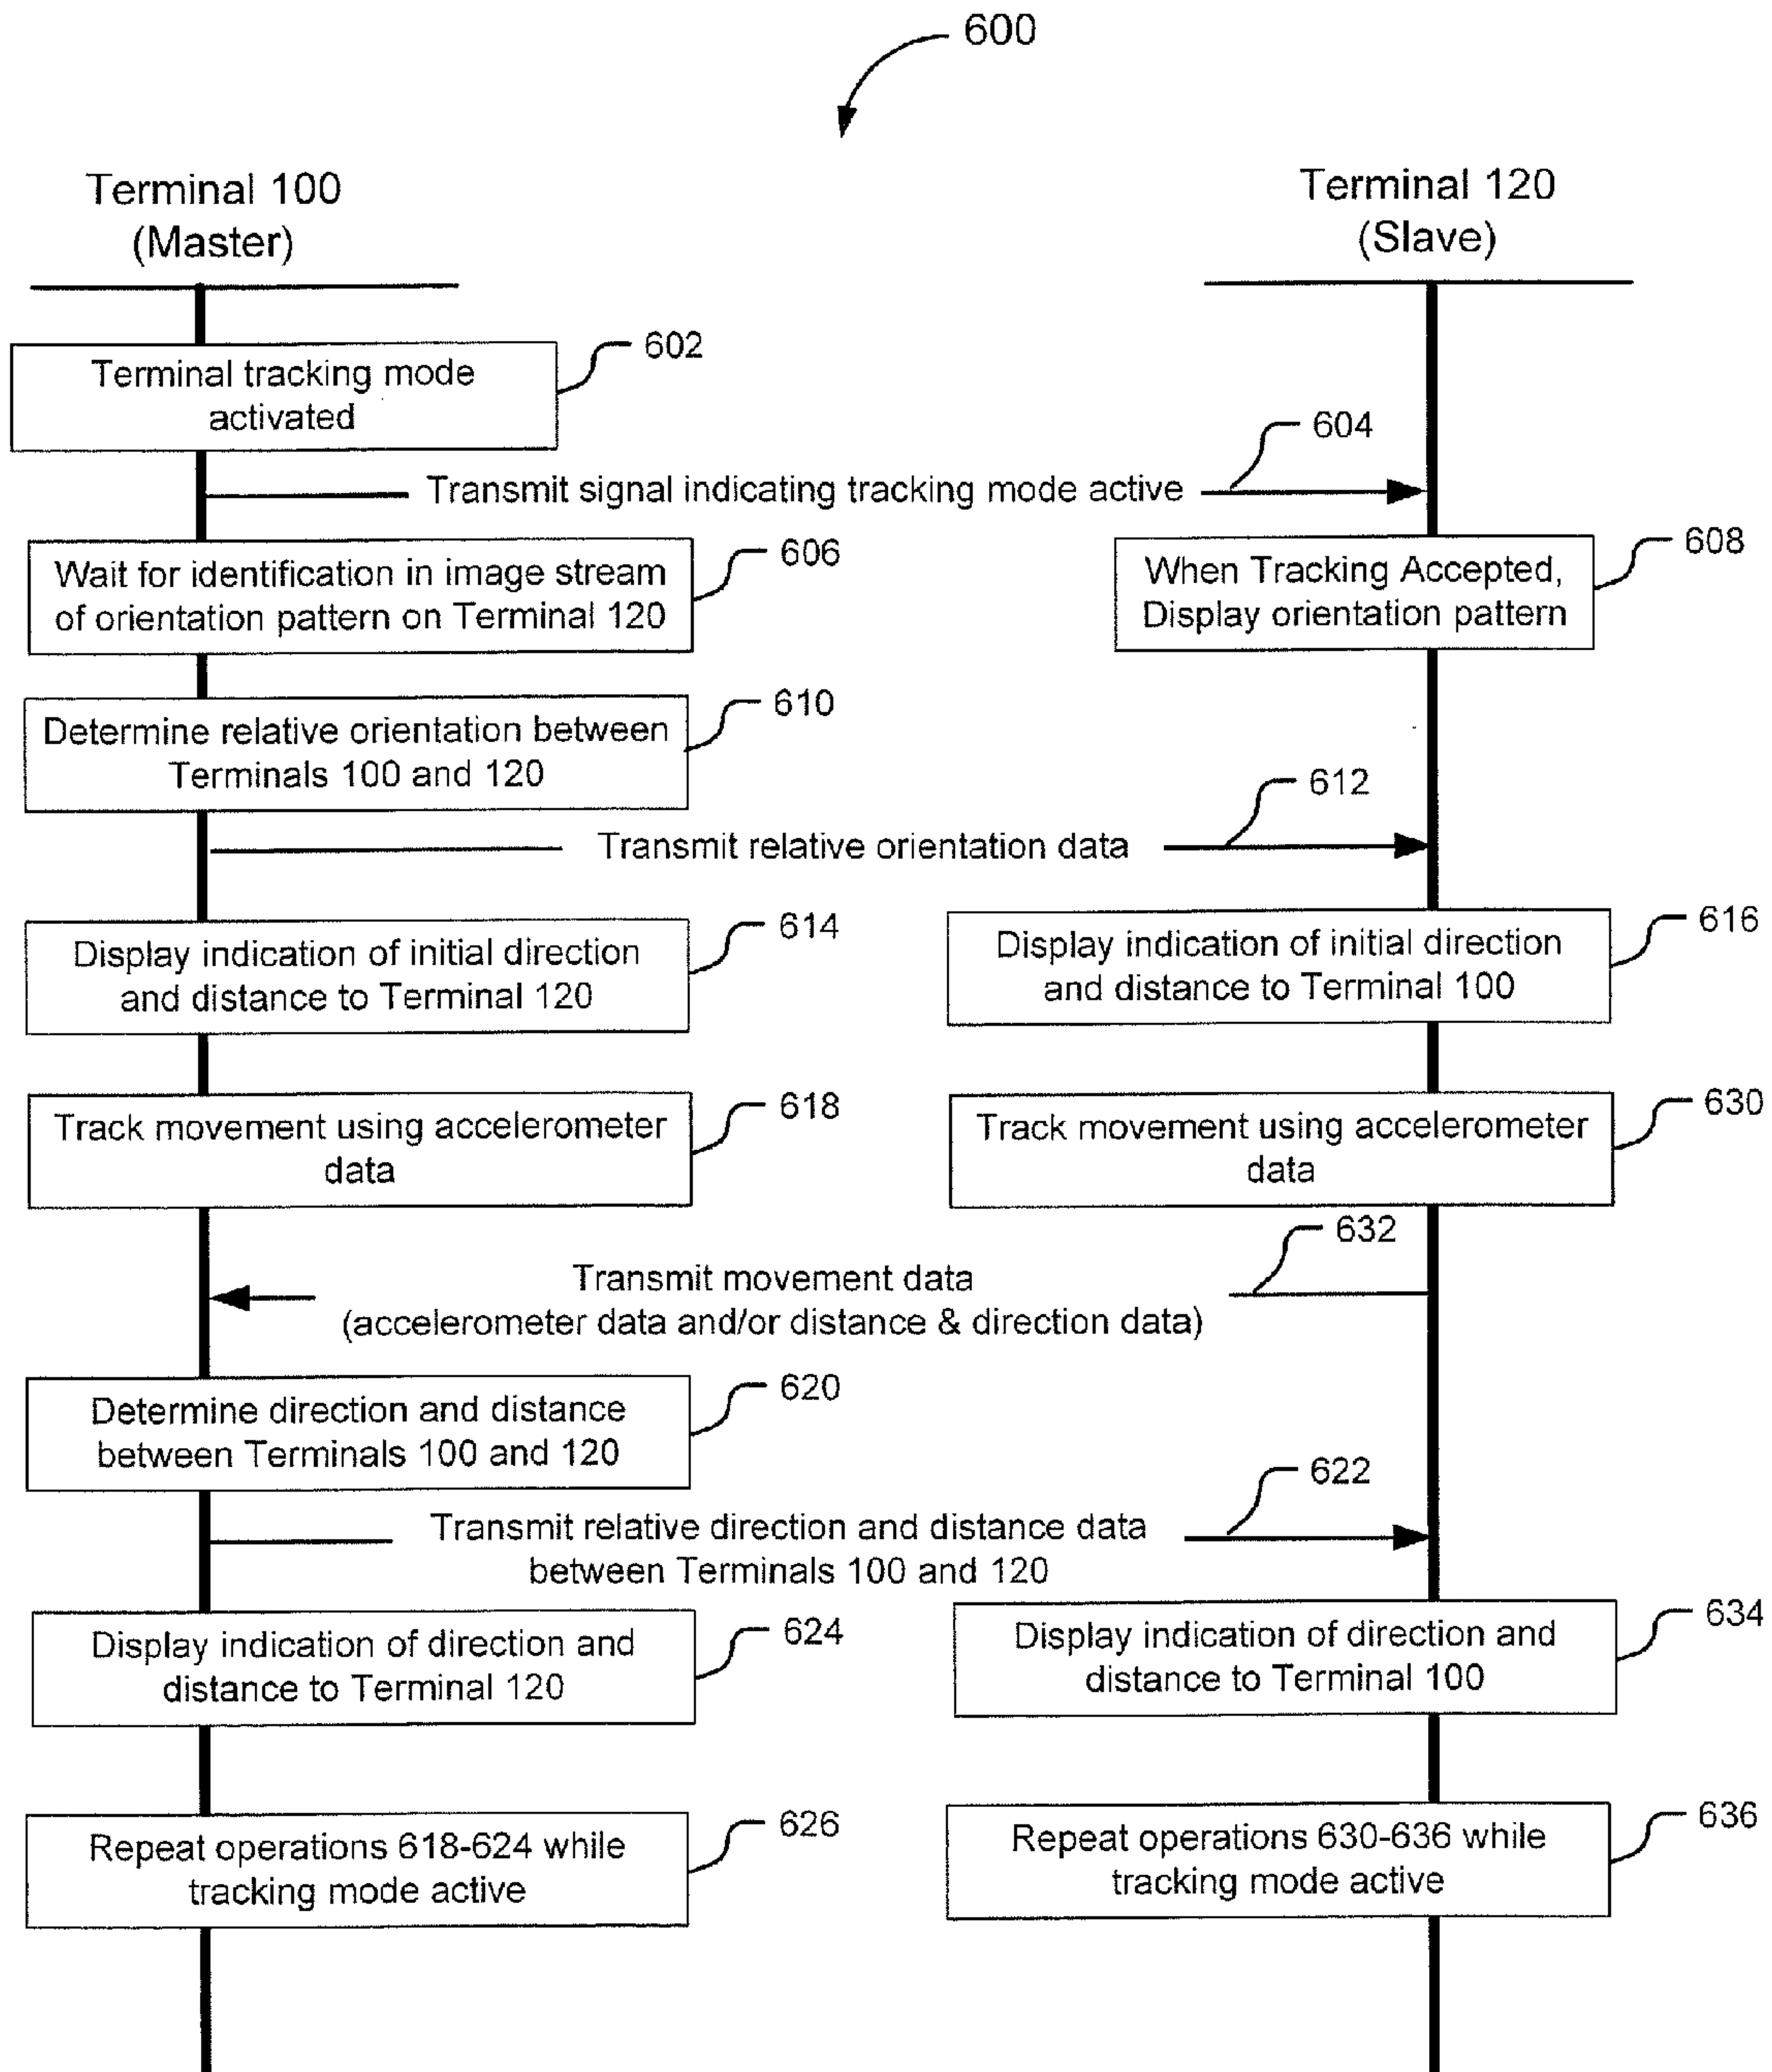 600
Terminal 100
(Master)
Terminal 120
(Slave)
602
Terminal tracking mode
activated
604
Transmit signal indicating tracking mode active
606
Wait for identification in image stream
of orientation pattern on Terminal 120
608
When Tracking Accepted,
Display orientation pattern
610
Determine relative orientation between
Terminals 100 and 120
612
Transmit relative orientation data
614
Display indication of initial direction
and distance to Terminal 120
616
Display indication of initial direction
and distance to Terminal 100
618
Track movement using accelerometer
data
630
Track movement using accelerometer
data
632
Transmit movement data
(accelerometer data and/or distance & direction data)
620
Determine direction and distance
between Terminals 100 and 120
622
Transmit relative direction and distance data
between Terminals 100 and 120
624
Display indication of direction and
distance to Terminal 120
634
Display indication of direction and
distance to Terminal 100
626
Repeat operations 618-624 while
tracking mode active
636
Repeat operations 630-636 while
tracking mode active